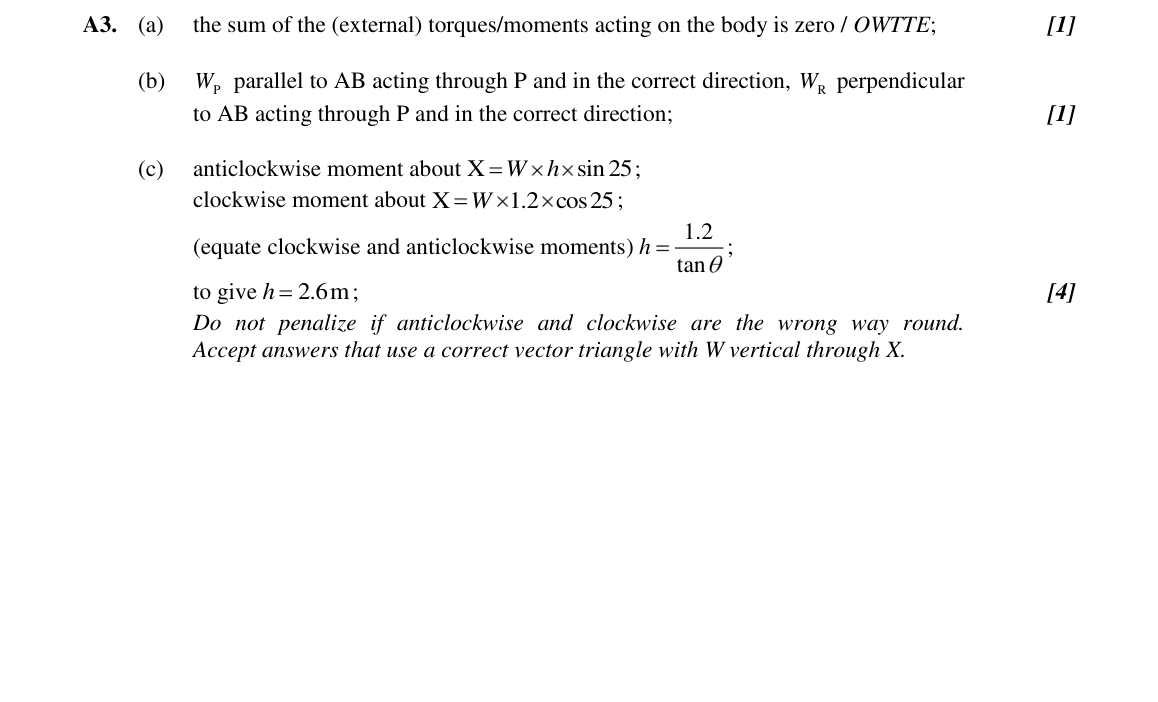 A3. (a) the sum of the (external) torques/moments acting on the body is zero / OWTTE; [1]
(b) W_P parallel to AB acting through P and in the correct direction, W_R perpendicular
to AB acting through P and in the correct direction; [1]
(c) anticlockwise moment about X = W × h × sin 25;
clockwise moment about X = W × 1.2 × cos 25;
(equate clockwise and anticlockwise moments) h = 1.2 / tan θ;
to give h = 2.6 m; [4]
Do not penalize if anticlockwise and clockwise are the wrong way round.
Accept answers that use a correct vector triangle with W vertical through X.